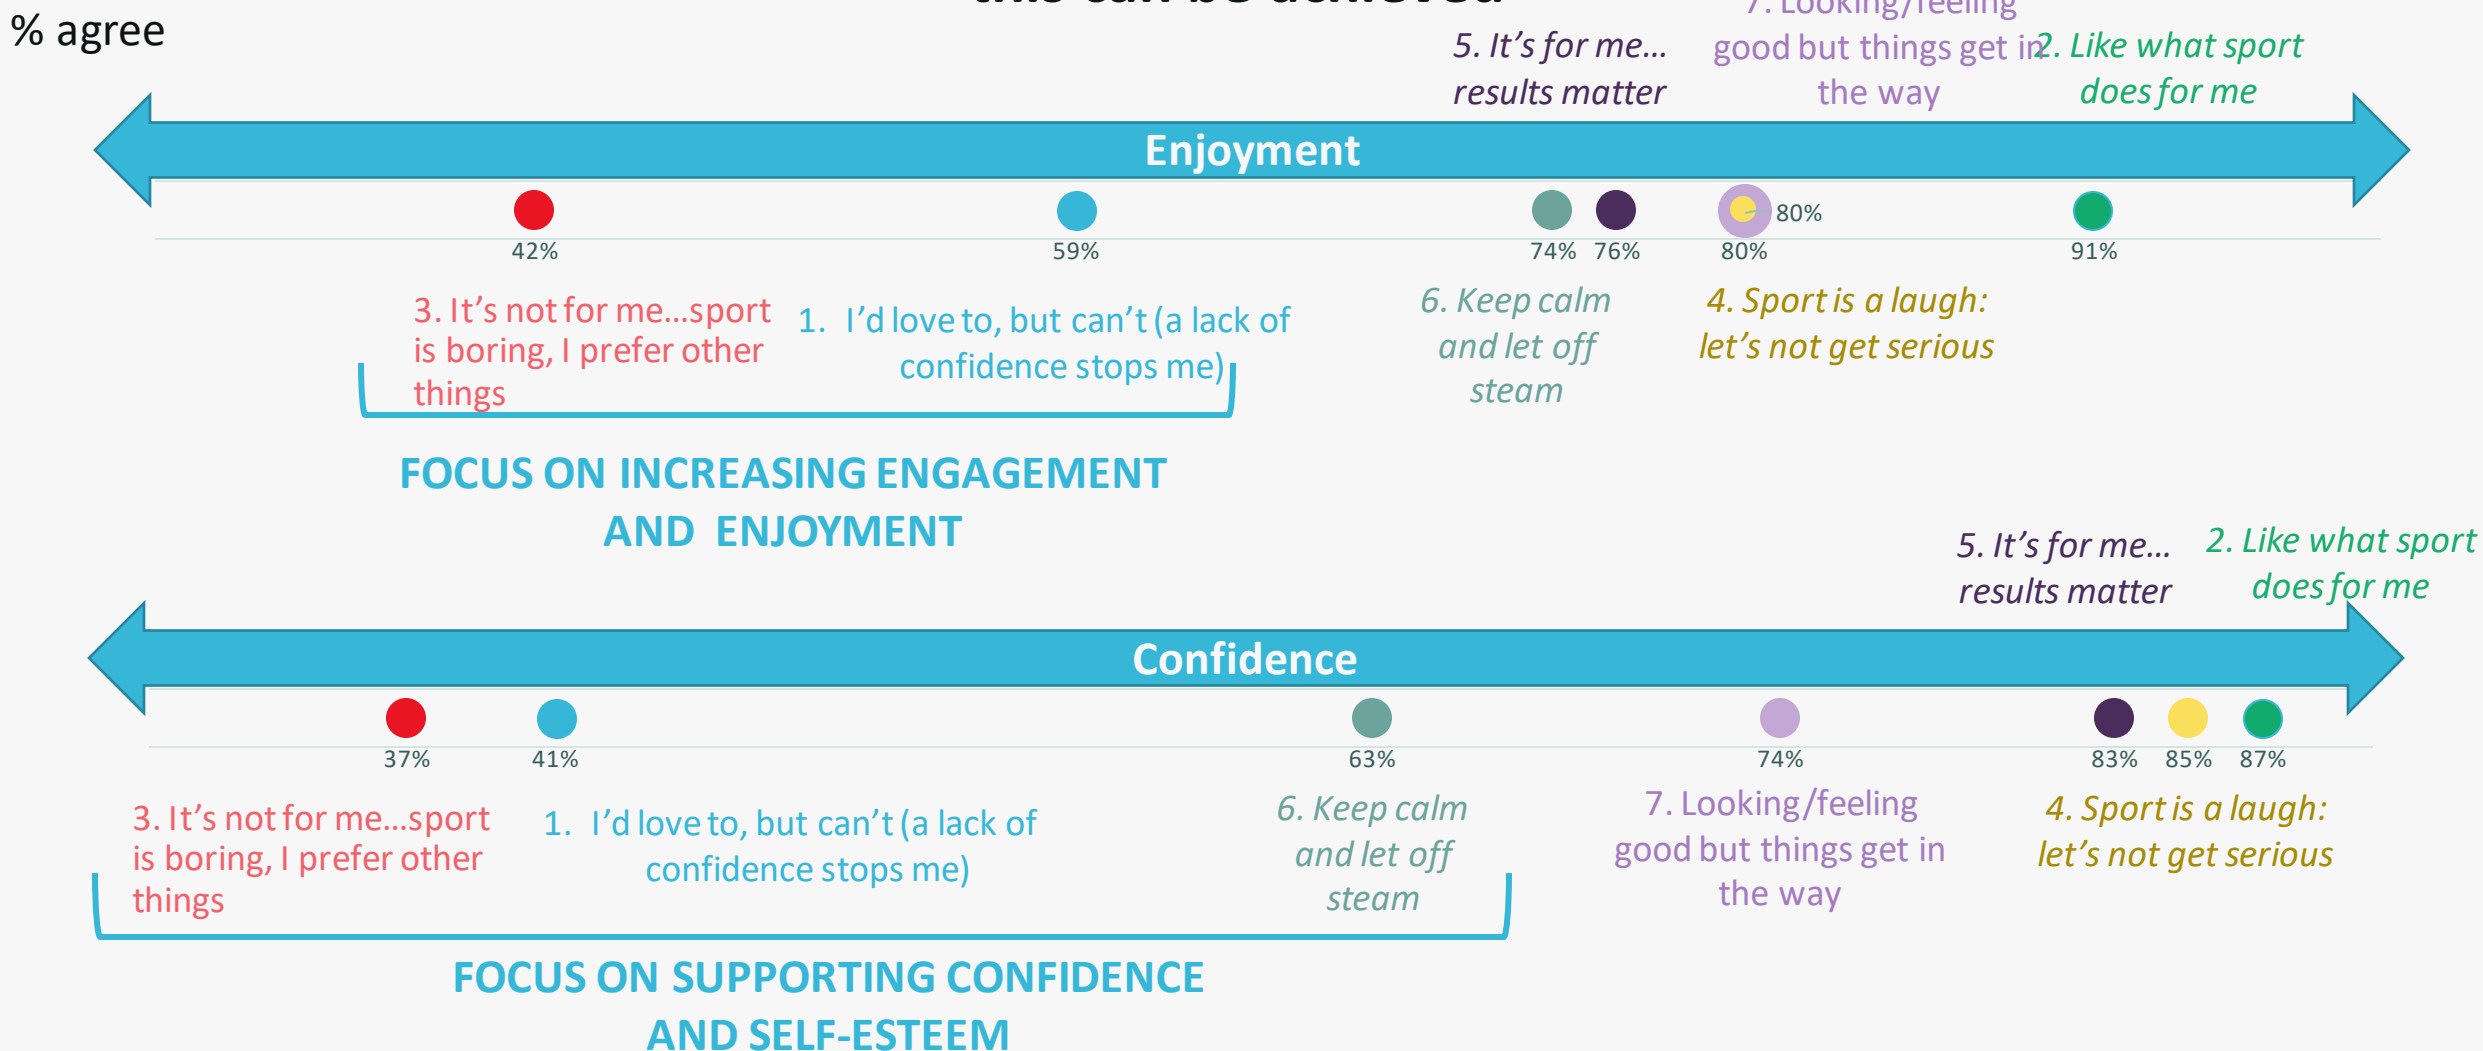 this can be achieved
% agree
7. Looking/feeling
good but things get in
the way
5. It's for me...
results matter
2. Like what sport
does for me
Enjoyment
80%
42%
59%
74%
76%
80%
91%
3. It's not for me...sport
is boring, I prefer other
things
1. I'd love to, but can't (a lack of
confidence stops me)
6. Keep calm
and let off
steam
4. Sport is a laugh:
let's not get serious
FOCUS ON INCREASING ENGAGEMENT
AND ENJOYMENT
5. It's for me...
results matter
2. Like what sport
does for me
Confidence
37%
41%
63%
74%
83%
85%
87%
3. It's not for me...sport
is boring, I prefer other
things
1. I'd love to, but can't (a lack of
confidence stops me)
6. Keep calm
and let off
steam
7. Looking/feeling
good but things get in
the way
4. Sport is a laugh:
let's not get serious
FOCUS ON SUPPORTING CONFIDENCE
AND SELF-ESTEEM